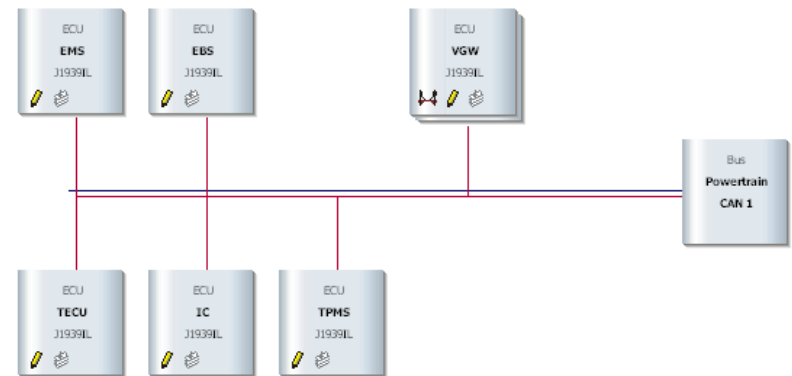 ECU
EMS
J1939IL
ECU
EBS
J1939IL
ECU
VGW
J1939IL
Bus
Powertrain
CAN 1
ECU
TECU
J1939IL
ECU
IC
J1939IL
ECU
TPMS
J1939IL